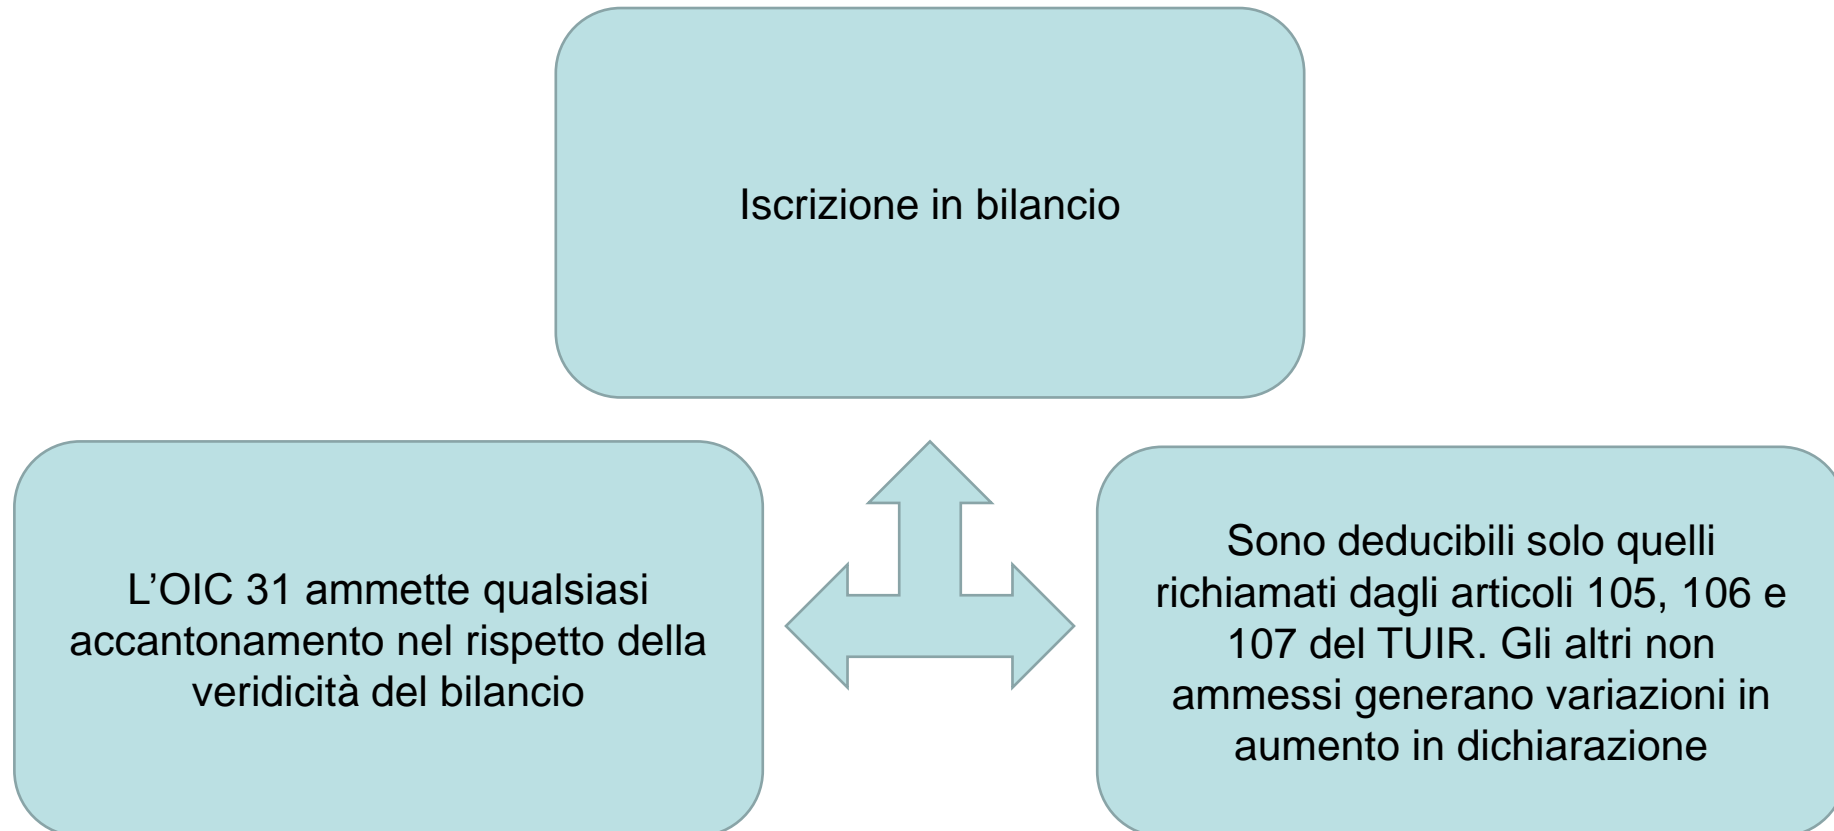 Iscrizione in bilancio
L’OIC 31 ammette qualsiasi
accantonamento nel rispetto della
veridicità del bilancio
Sono deducibili solo quelli
richiamati dagli articoli 105, 106 e
107 del TUIR. Gli altri non
ammessi generano variazioni in
aumento in dichiarazione